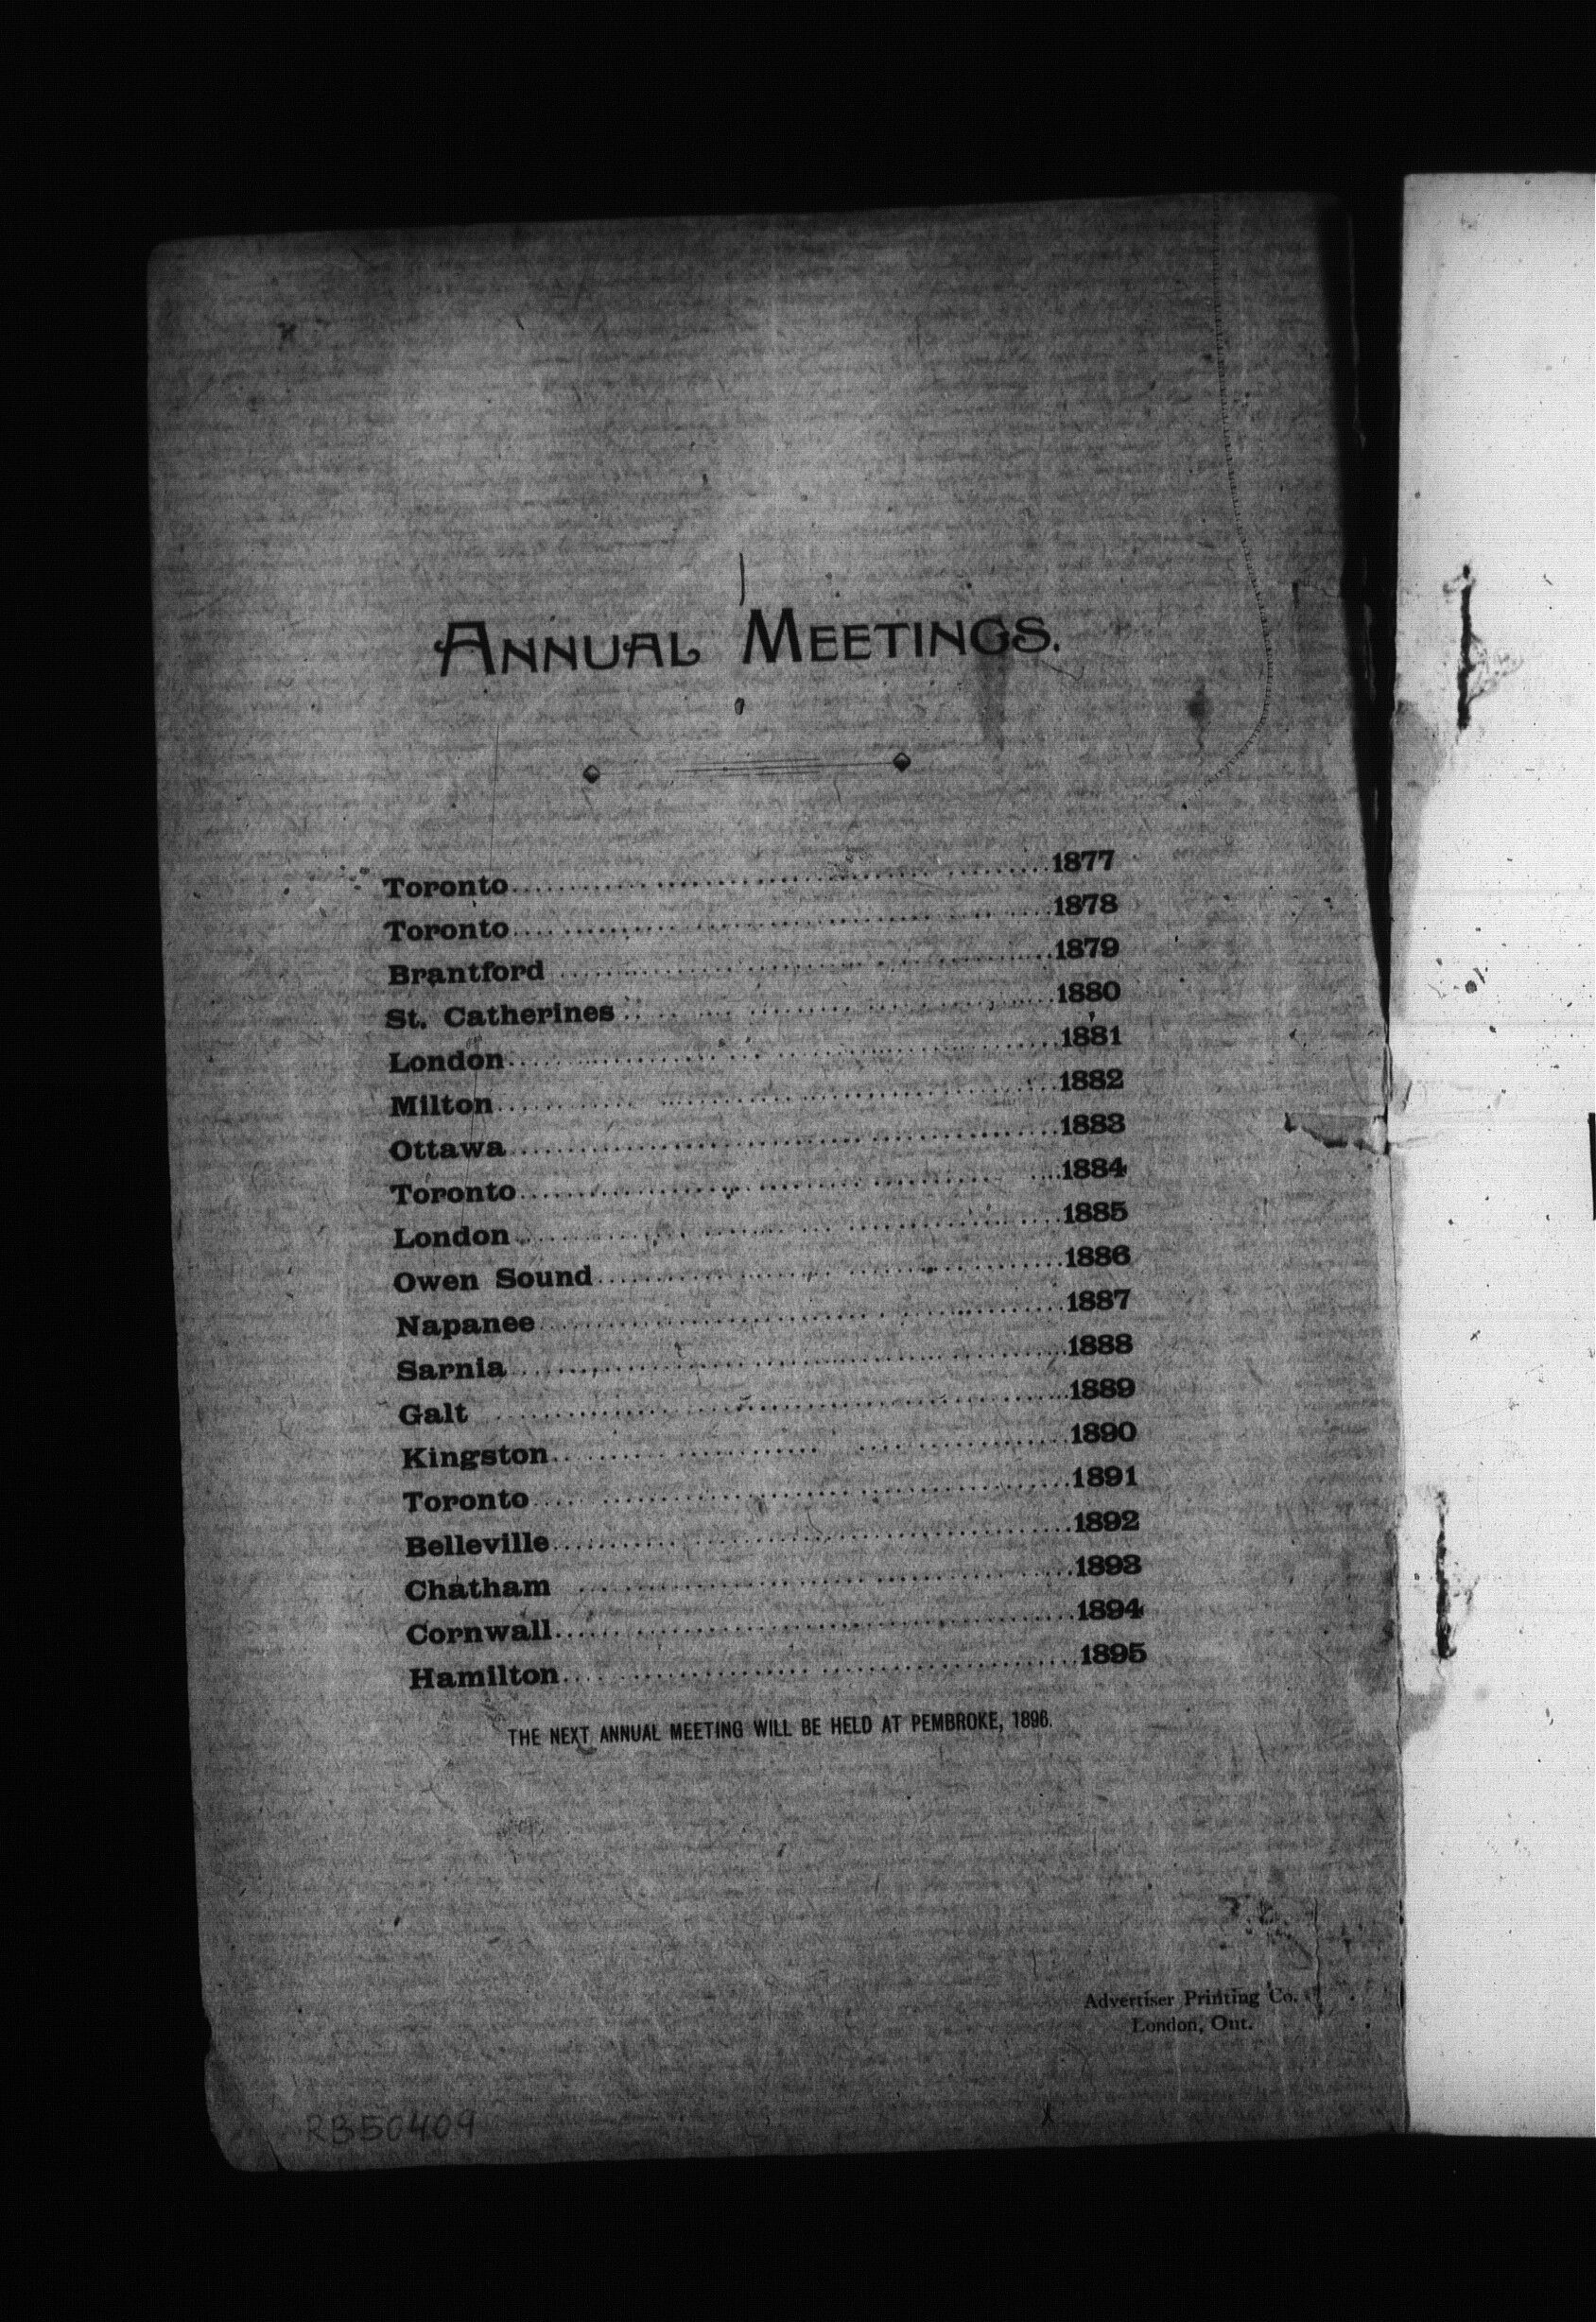 ANNUAL MEETINGS.
Toronto 1877
Toronto 1878
Brantford 1879
St. Catherines 1880
London 1881
Milton 1882
Ottawa 1883
Toronto 1884
London 1885
Owen Sound 1886
Napanee 1887
Sarnia 1888
Galt 1889
Kingston 1890
Toronto 1891
Belleville 1892
Chatham 1893
Cornwall 1894
Hamilton 1895
THE NEXT ANNUAL MEETING WILL BE HELD AT PEMBROKE, 1896.
Advertiser Printing Co.
London, Ont.
RB50409